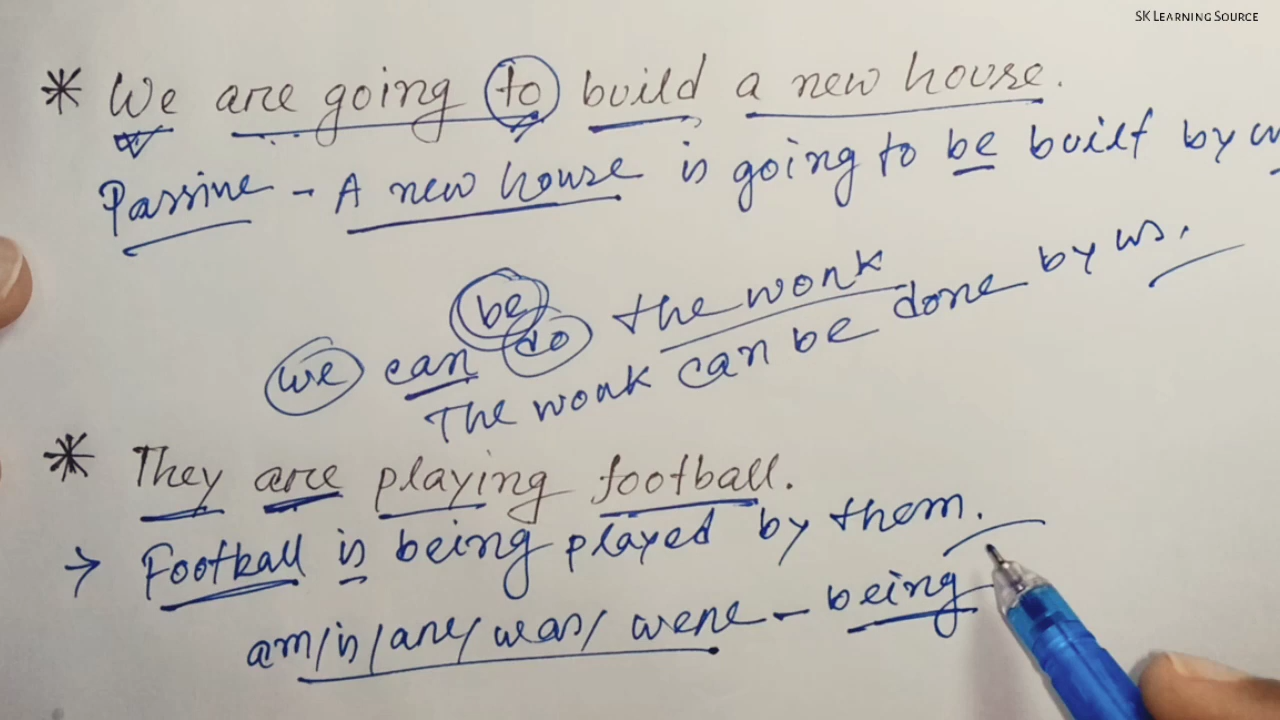 SK LEARNING SOURCE
* We are going to build a new house.
Passive - A new house is going to be built by
be
we can do the work
The work can be done by us.
* They are playing football.
→ Football is being played by them.
am/is/are/was/were - being